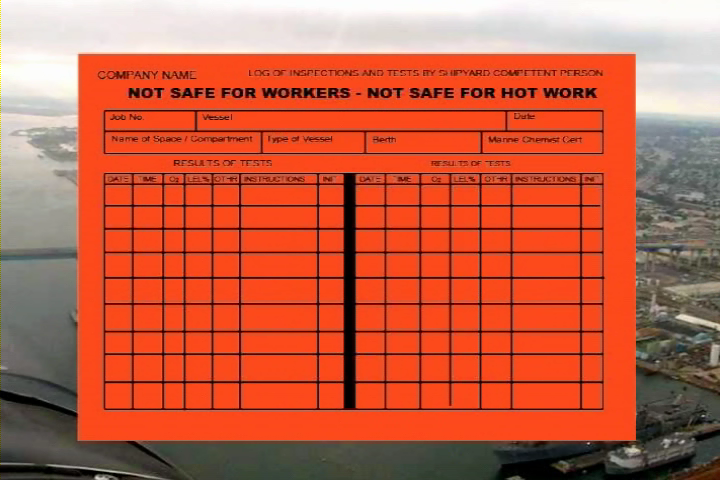 COMPANY NAME LOG OF INSPECTIONS AND TESTS BY SHIPYARD COMPETENT PERSON
NOT SAFE FOR WORKERS - NOT SAFE FOR HOT WORK
Job No. Vessel Date
Name of Space / Compartment Type of Vessel Berth Marine Chemist Cert.
RESULTS OF TESTS RESULTS OF TESTS
DATE TIME O2 LEL% OTHR INSTRUCTIONS INIT DATE TIME O2 LEL% OTHR INSTRUCTIONS INIT